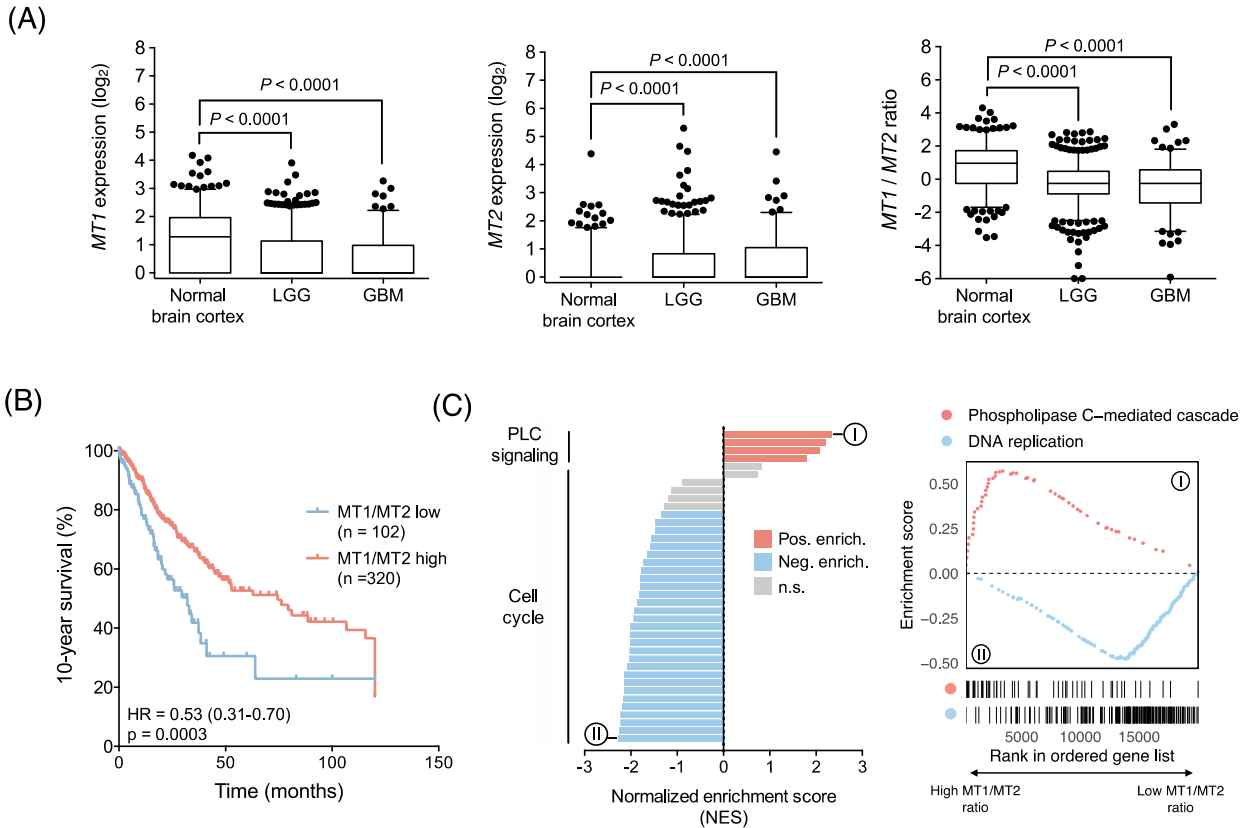 (A)
MT1 expression (log2)
8
7
6
5
4
3
2
1
0
P < 0.0001
P < 0.0001
Normal
brain cortex
LGG
GBM
MT2 expression (log2)
8
7
6
5
4
3
2
1
0
P < 0.0001
P < 0.0001
Normal
brain cortex
LGG
GBM
MT1 / MT2 ratio
8
6
4
2
0
-2
-4
-6
P < 0.0001
P < 0.0001
Normal
brain cortex
LGG
GBM
(B)
10-year survival (%)
100
80
60
40
20
0
MT1/MT2 low
(n = 102)
MT1/MT2 high
(n =320)
HR = 0.53 (0.31-0.70)
p = 0.0003
0
50
100
150
Time (months)
(C)
PLC
signaling
Cell
cycle
I
II
Pos. enrich.
Neg. enrich.
n.s.
-3
-2
-1
0
1
2
3
Normalized enrichment score
(NES)
Phospholipase C−mediated cascade
DNA replication
Enrichment score
0.50
0.25
0.00
−0.25
−0.50
I
II
5000
10000
15000
Rank in ordered gene list
High MT1/MT2
ratio
Low MT1/MT2
ratio